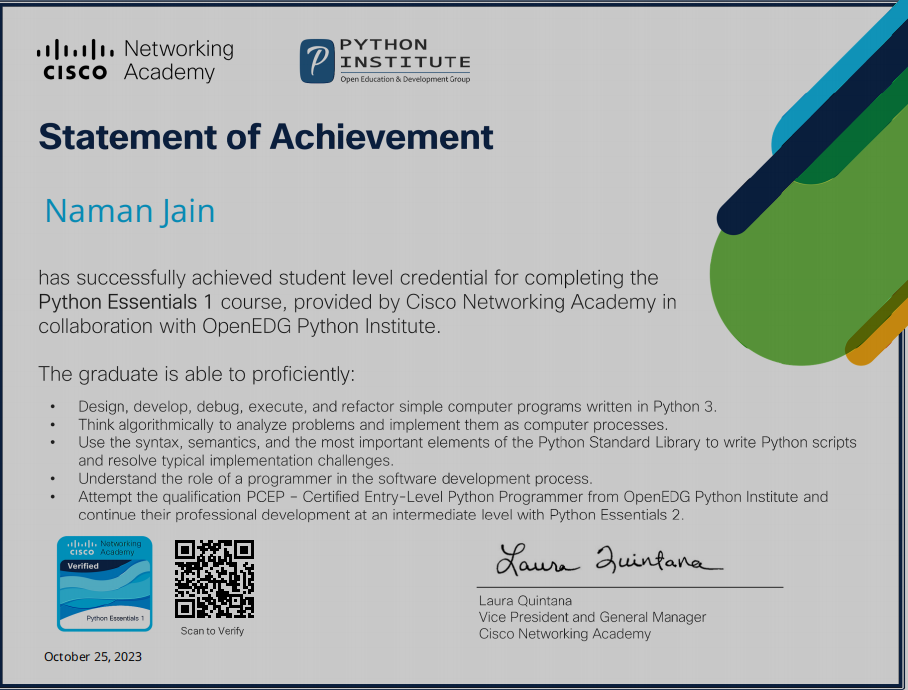 Networking
CISCO Academy
PYTHON
INSTITUTE
Open Education & Development Group
Statement of Achievement
Naman Jain
has successfully achieved student level credential for completing the
Python Essentials 1 course, provided by Cisco Networking Academy in
collaboration with OpenEDG Python Institute.
The graduate is able to proficiently:
• Design, develop, debug, execute, and refactor simple computer programs written in Python 3.
• Think algorithmically to analyze problems and implement them as computer processes.
• Use the syntax, semantics, and the most important elements of the Python Standard Library to write Python scripts
and resolve typical implementation challenges.
• Understand the role of a programmer in the software development process.
• Attempt the qualification PCEP – Certified Entry-Level Python Programmer from OpenEDG Python Institute and
continue their professional development at an intermediate level with Python Essentials 2.
Networking
CISCO Academy
Verified
Python Essentials 1
Scan to Verify
October 25, 2023
Laura Quintana
Laura Quintana
Vice President and General Manager
Cisco Networking Academy